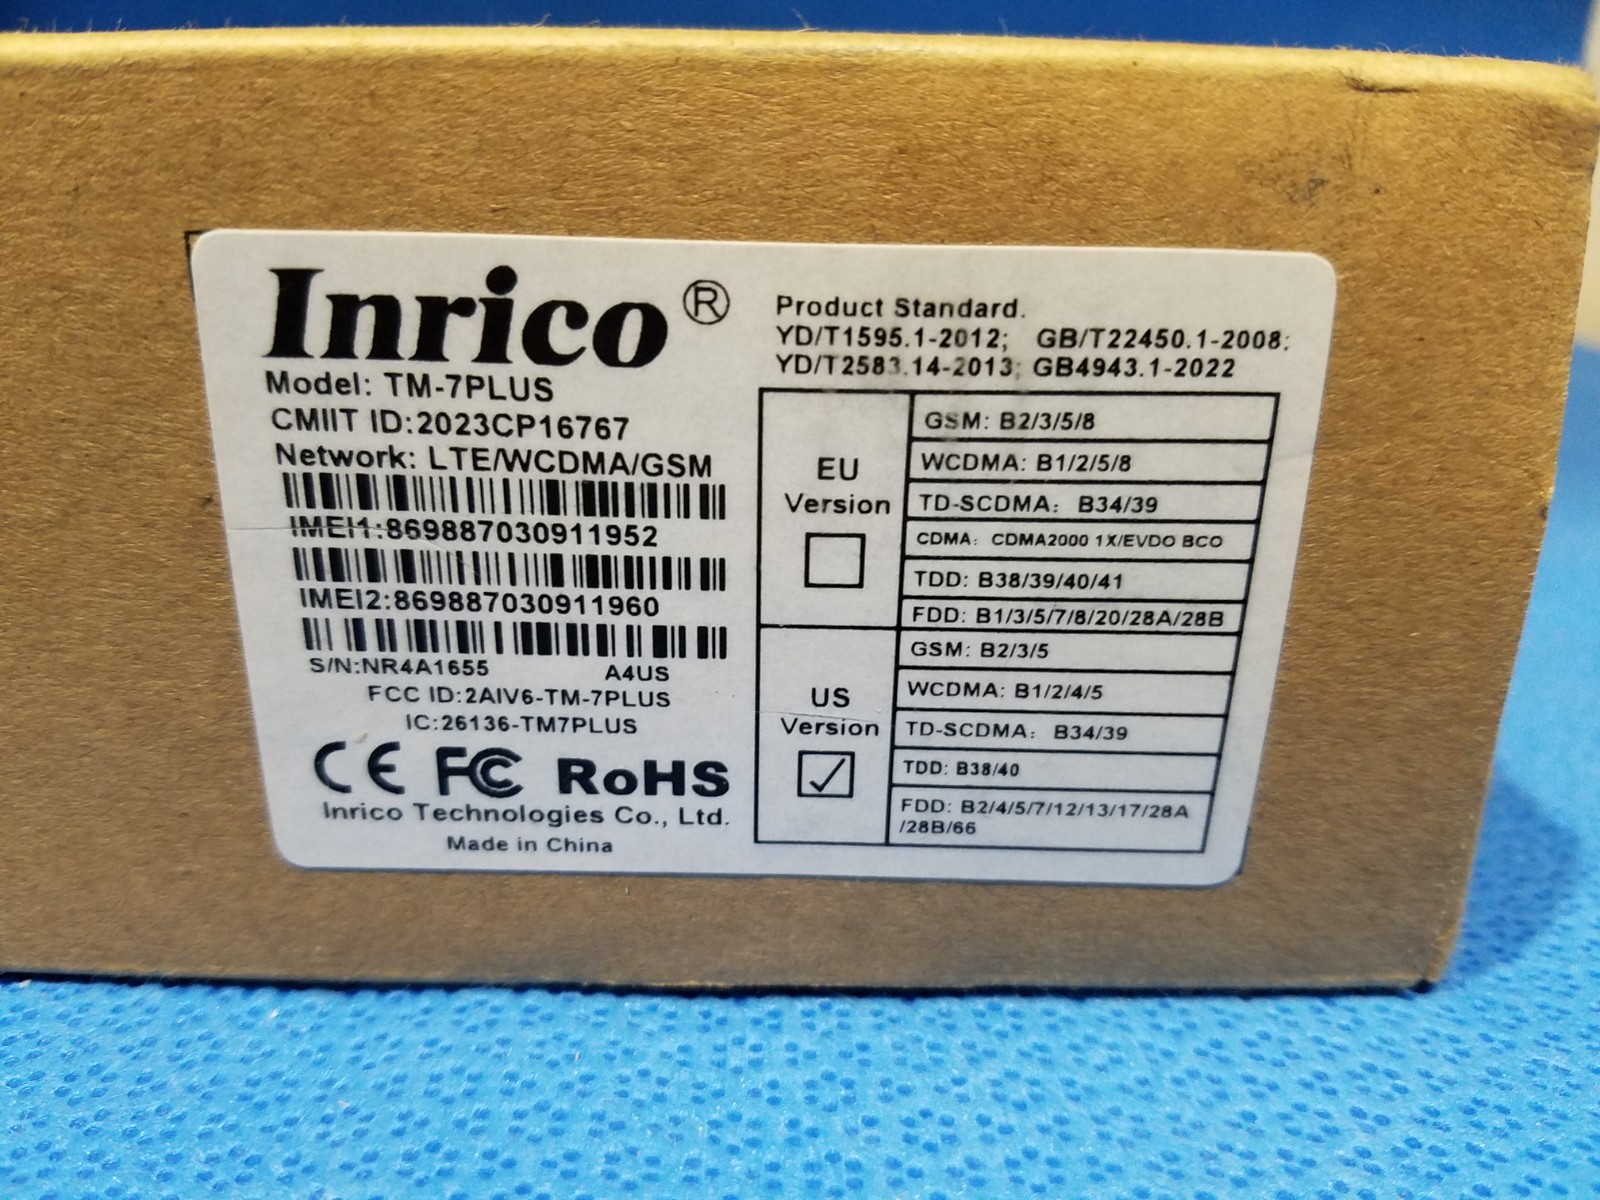 Inrico®
Model: TM-7PLUS
CMIIT ID:2023CP16767
Network: LTE/WCDMA/GSM
IMEI1:869887030911952
IMEI2:869887030911960
S/N:NR4A1655 A4US
FCC ID:2AIV6-TM-7PLUS
IC:26136-TM7PLUS
CE FC RoHS
Inrico Technologies Co., Ltd.
Made in China
Product Standard.
YD/T1595.1-2012; GB/T22450.1-2008;
YD/T2583.14-2013; GB4943.1-2022
EU
Version
GSM: B2/3/5/8
WCDMA: B1/2/5/8
TD-SCDMA: B34/39
CDMA: CDMA2000 1X/EVDO BCO
TDD: B38/39/40/41
FDD: B1/3/5/7/8/20/28A/28B
US
Version
GSM: B2/3/5
WCDMA: B1/2/4/5
TD-SCDMA: B34/39
TDD: B38/40
FDD: B2/4/5/7/12/13/17/28A
/28B/66